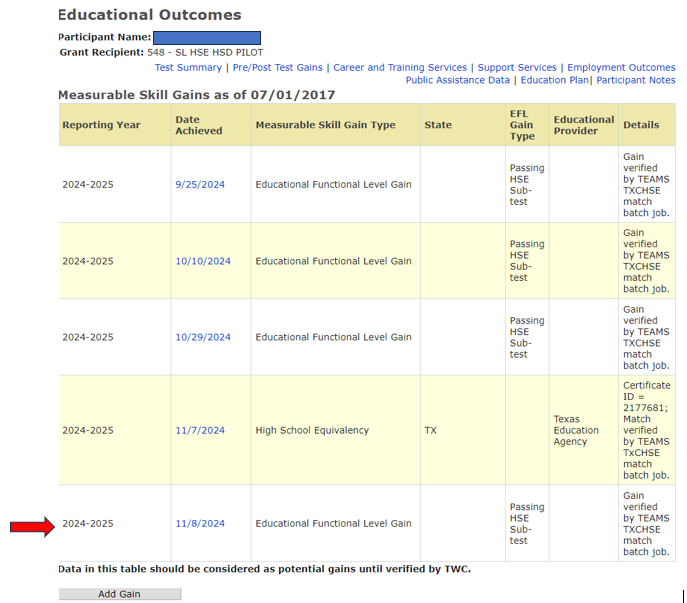 Educational Outcomes
Participant Name:
Grant Recipient: 548 - SL HSE HSD PILOT
Test Summary | Pre/Post Test Gains | Career and Training Services | Support Services | Employment Outcomes
Public Assistance Data | Education Plan| Participant Notes
Measurable Skill Gains as of 07/01/2017
Reporting Year
Date
Achieved
Measurable Skill Gain Type
State
EFL
Gain
Type
Educational
Provider
Details
2024-2025
9/25/2024
Educational Functional Level Gain
Passing
HSE
Sub-
test
Gain
verified
by TEAMS
TXCHSE
match
batch job.
2024-2025
10/10/2024
Educational Functional Level Gain
Passing
HSE
Sub-
test
Gain
verified
by TEAMS
TXCHSE
match
batch job.
2024-2025
10/29/2024
Educational Functional Level Gain
Passing
HSE
Sub-
test
Gain
verified
by TEAMS
TXCHSE
match
batch job.
2024-2025
11/7/2024
High School Equivalency
TX
Texas
Education
Agency
Certificate
ID =
2177681;
Match
verified
by TEAMS
TxCHSE
match
batch job.
2024-2025
11/8/2024
Educational Functional Level Gain
Passing
HSE
Sub-
test
Gain
verified
by TEAMS
TXCHSE
match
batch job.
Data in this table should be considered as potential gains until verified by TWC.
Add Gain